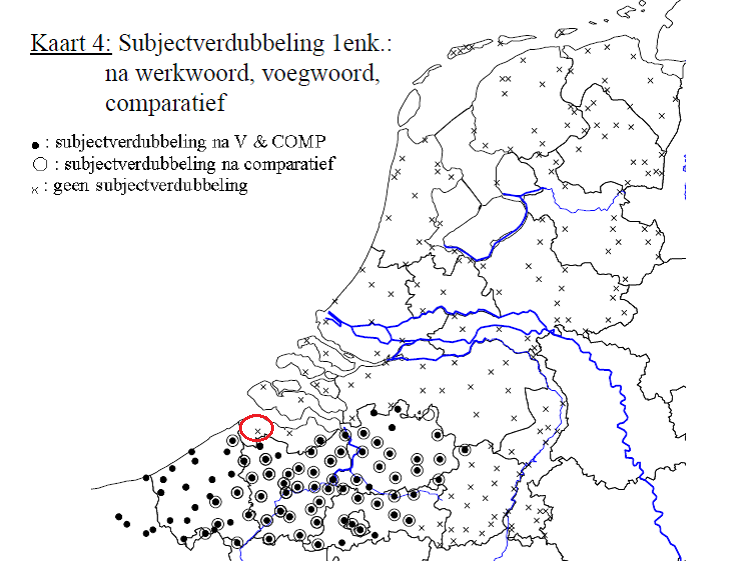 Kaart 4: Subjectverdubbeling 1enk.:
na werkwoord, voegwoord,
comparatief
● : subjectverdubbeling na V & COMP
○ : subjectverdubbeling na comparatief
x : geen subjectverdubbeling